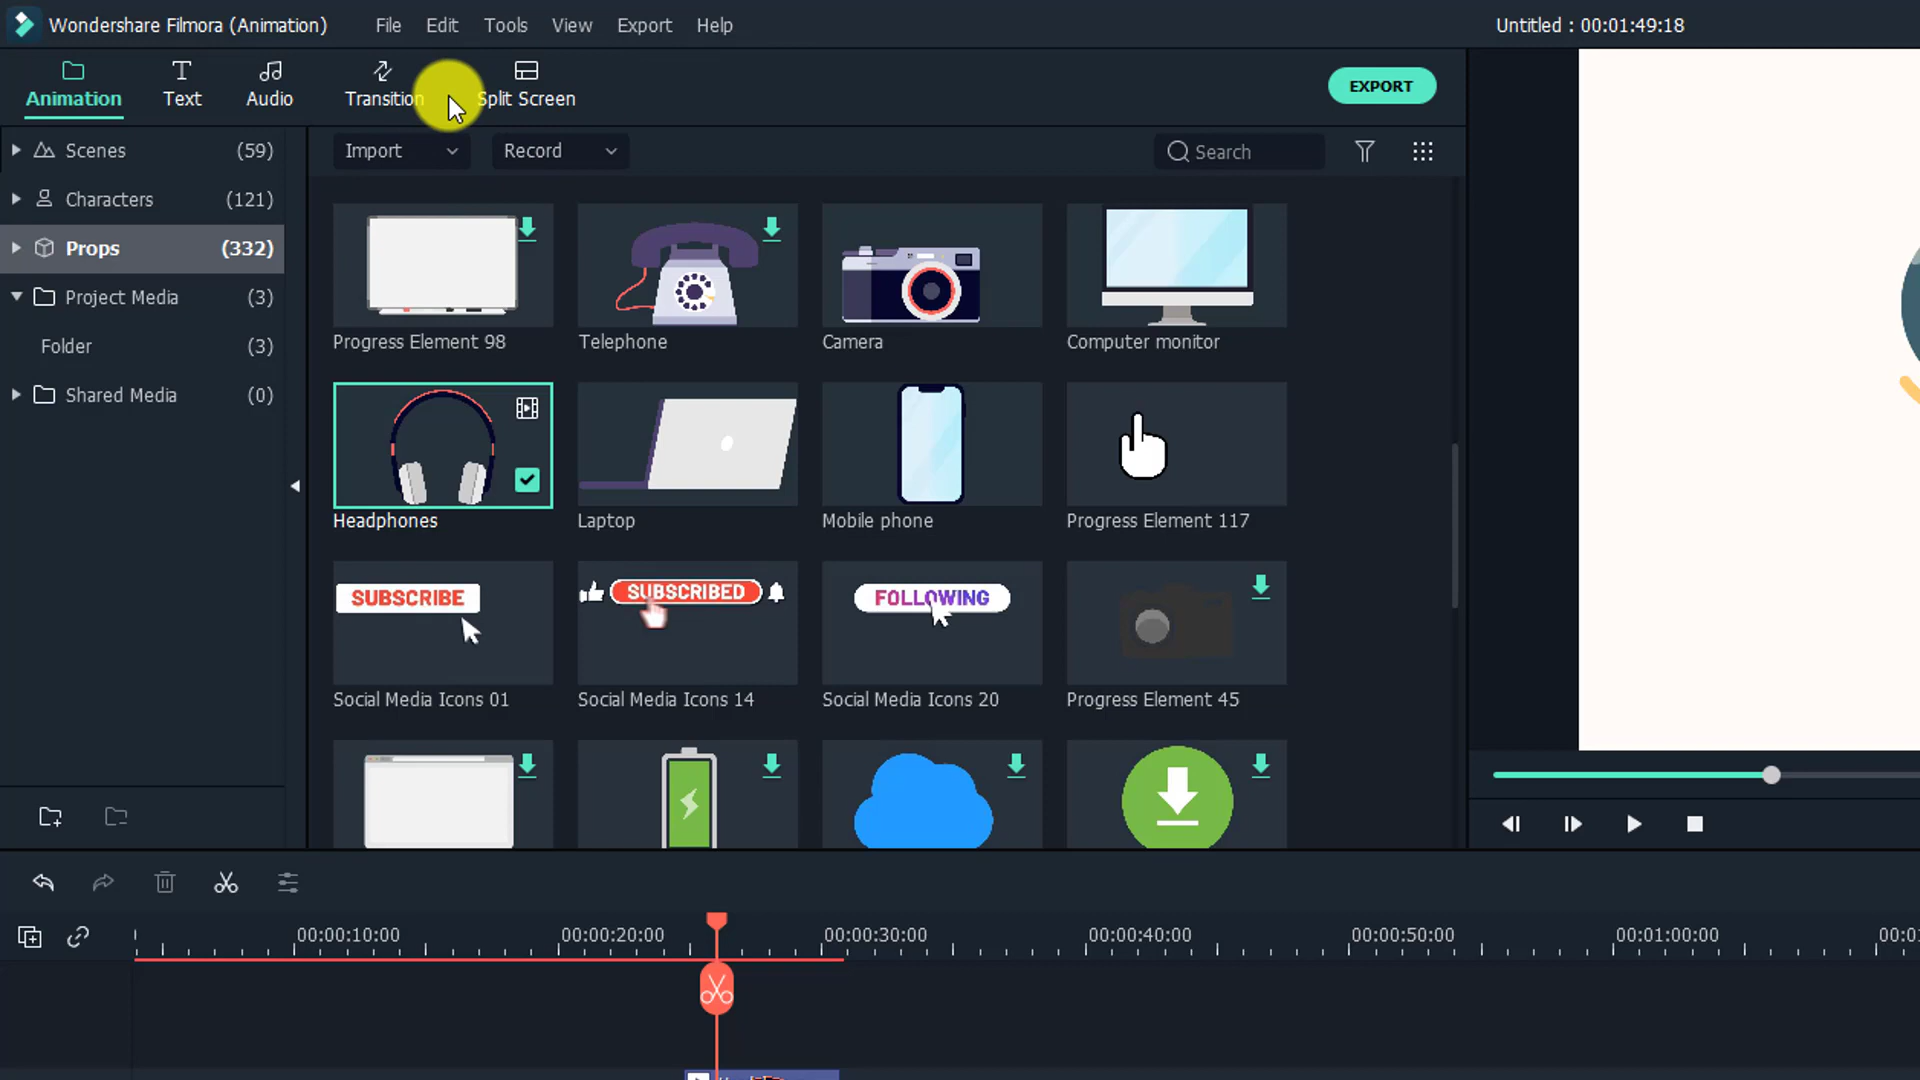 Wondershare Filmora (Animation) File Edit Tools View Export Help Untitled : 00:01:49:18
Animation Text Audio Transition Split Screen EXPORT
Scenes (59)
Characters (121)
Props (332)
Project Media (3)
Folder (3)
Shared Media (0)
Import Record Search
Progress Element 98 Telephone Camera Computer monitor
Headphones Laptop Mobile phone Progress Element 117
SUBSCRIBE SUBSCRIBED FOLLOWING
Social Media Icons 01 Social Media Icons 14 Social Media Icons 20 Progress Element 45
00:00:10:00 00:00:20:00 00:00:30:00 00:00:40:00 00:00:50:00 00:01:00:00